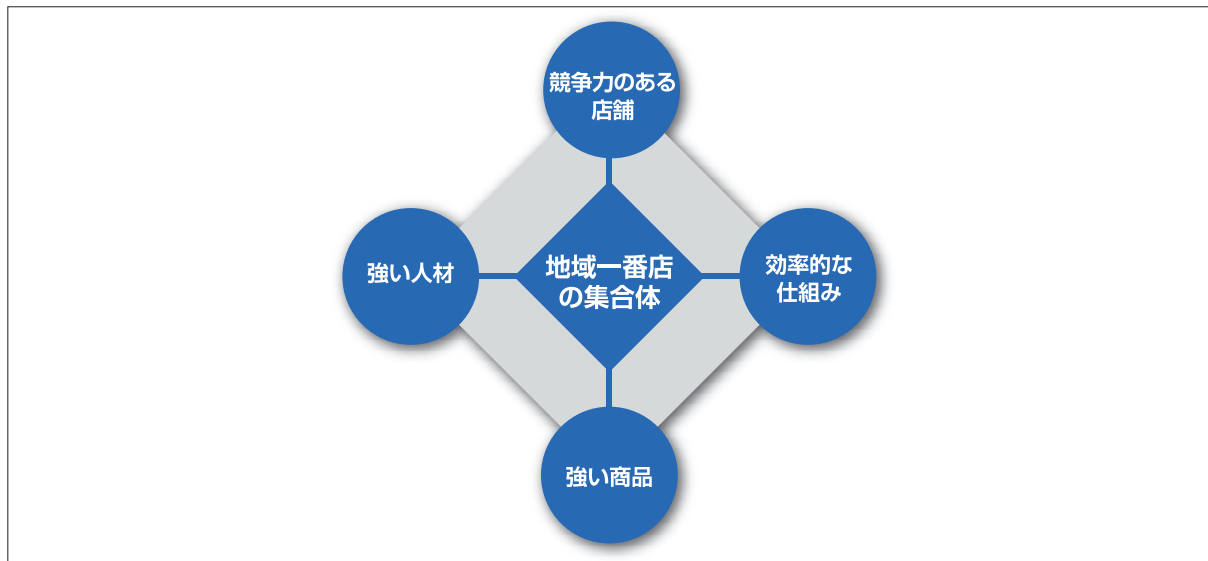 競争力のある
店舗
強い人材
地域一番店
の集合体
効率的な
仕組み
強い商品